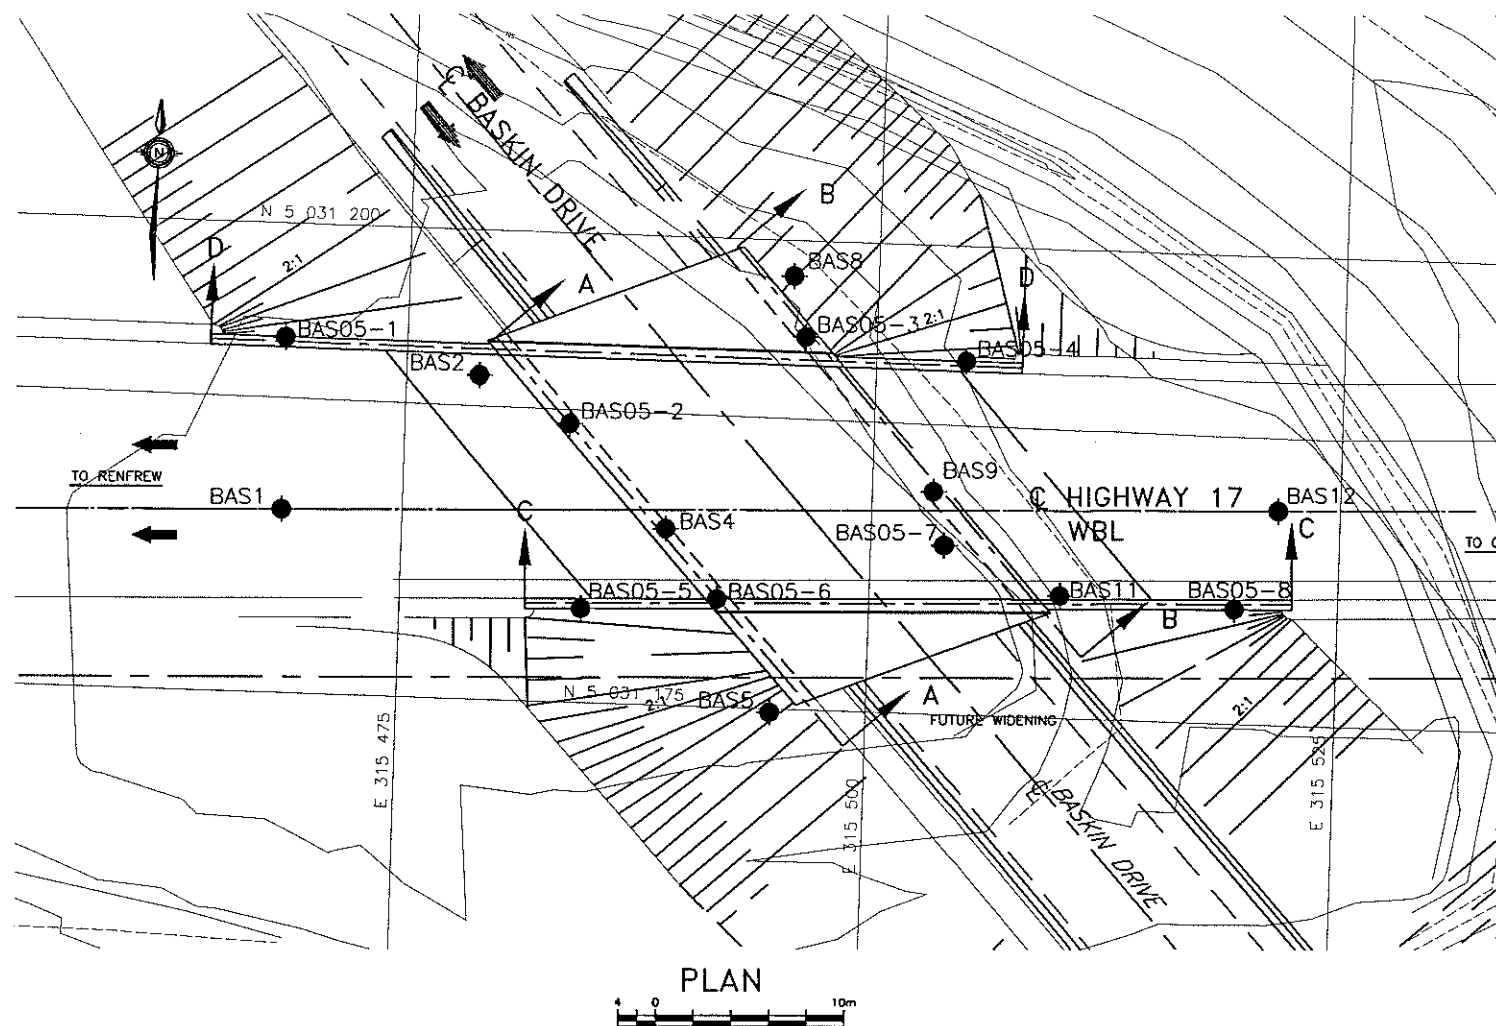 ℄ BASKIN DRIVE
N
B
N 5 031 200
D
2:1
A
BAS8
D
BAS05-1
BAS05-3
2:1
BAS05-4
BAS2
BAS05-2
TO RENFREW
BAS1
BAS9
℄ HIGHWAY 17
WBL
BAS12
C
BAS4
BAS05-7
C
TO
BAS05-5
BAS05-6
BAS11
BAS05-8
B
N 5 031 175
2:1
BAS5
A
FUTURE WIDENING
2:1
E 315 475
E 315 500
E 315 525
℄ BASKIN DRIVE
PLAN
4 0 10m